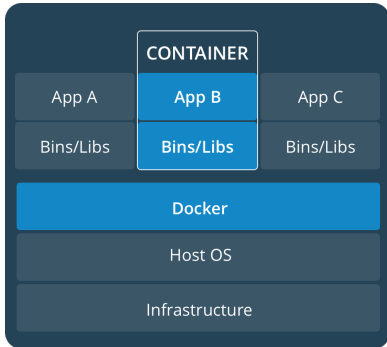 CONTAINER
App A App B App C
Bins/Libs Bins/Libs Bins/Libs
Docker
Host OS
Infrastructure